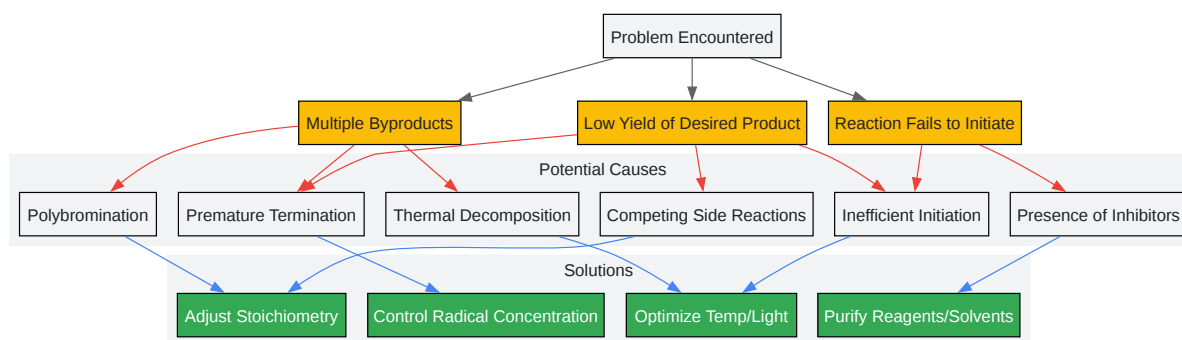 Problem Encountered
Multiple Byproducts
Low Yield of Desired Product
Reaction Fails to Initiate
Potential Causes
Polybromination
Premature Termination
Thermal Decomposition
Competing Side Reactions
Inefficient Initiation
Presence of Inhibitors
Solutions
Adjust Stoichiometry
Control Radical Concentration
Optimize Temp/Light
Purify Reagents/Solvents